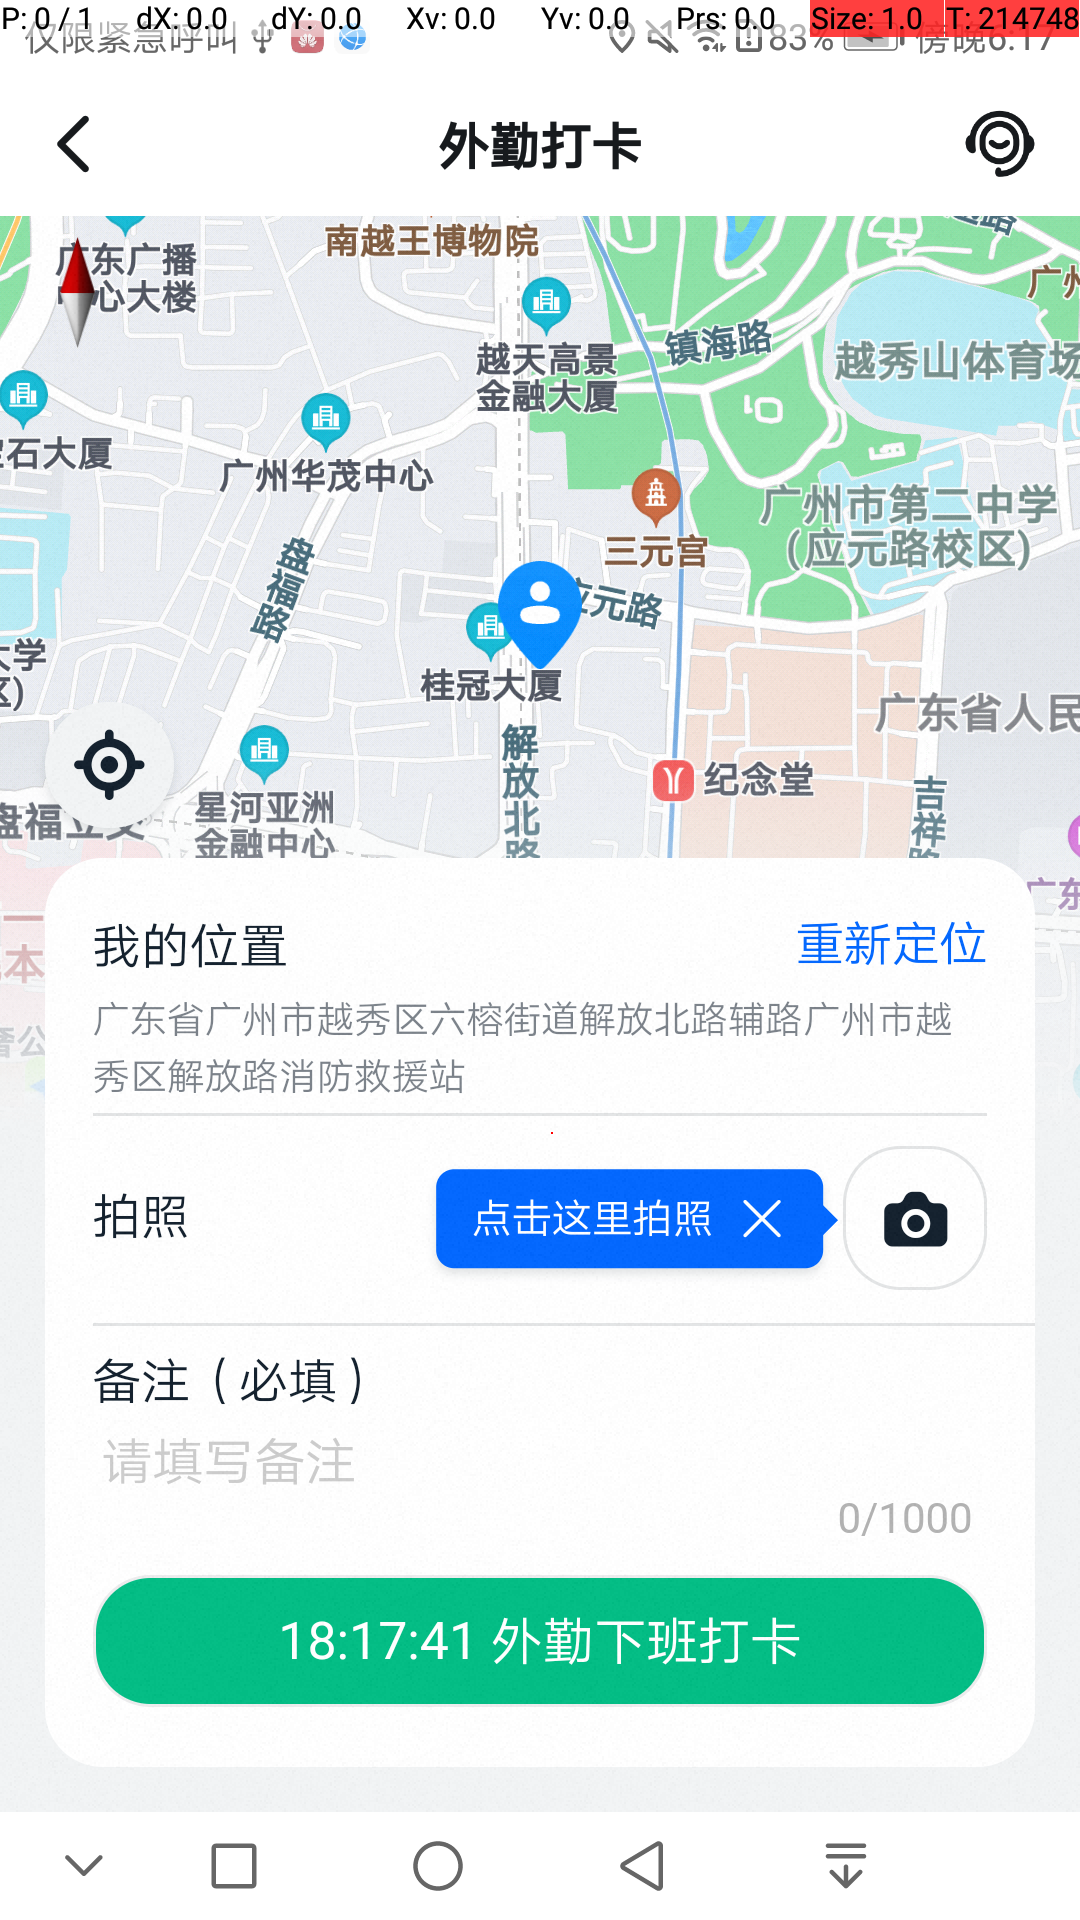 P: 0 / 1 dX: 0.0 dY: 0.0 Xv: 0.0 Yv: 0.0 Prs: 0.0 Size: 1.0 T: 214748
仅限紧急呼叫 83% 傍晚6:17
外勤打卡
南越王博物院
广东广播
中心大楼
广州
越天高景
金融大厦
镇海路
越秀山体育场
宝石大厦
广州华茂中心
广州市第二中学
(应元路校区)
三元宫
盘福路
应元路
大学
区)
桂冠大厦
广东省人民
解放北路
纪念堂
吉祥路
星河亚洲
金融中心
盘福立交
广东
我的位置
重新定位
广东省广州市越秀区六榕街道解放北路辅路广州市越
秀区解放路消防救援站
拍照
点击这里拍照
备注（必填）
请填写备注
0/1000
18:17:41 外勤下班打卡